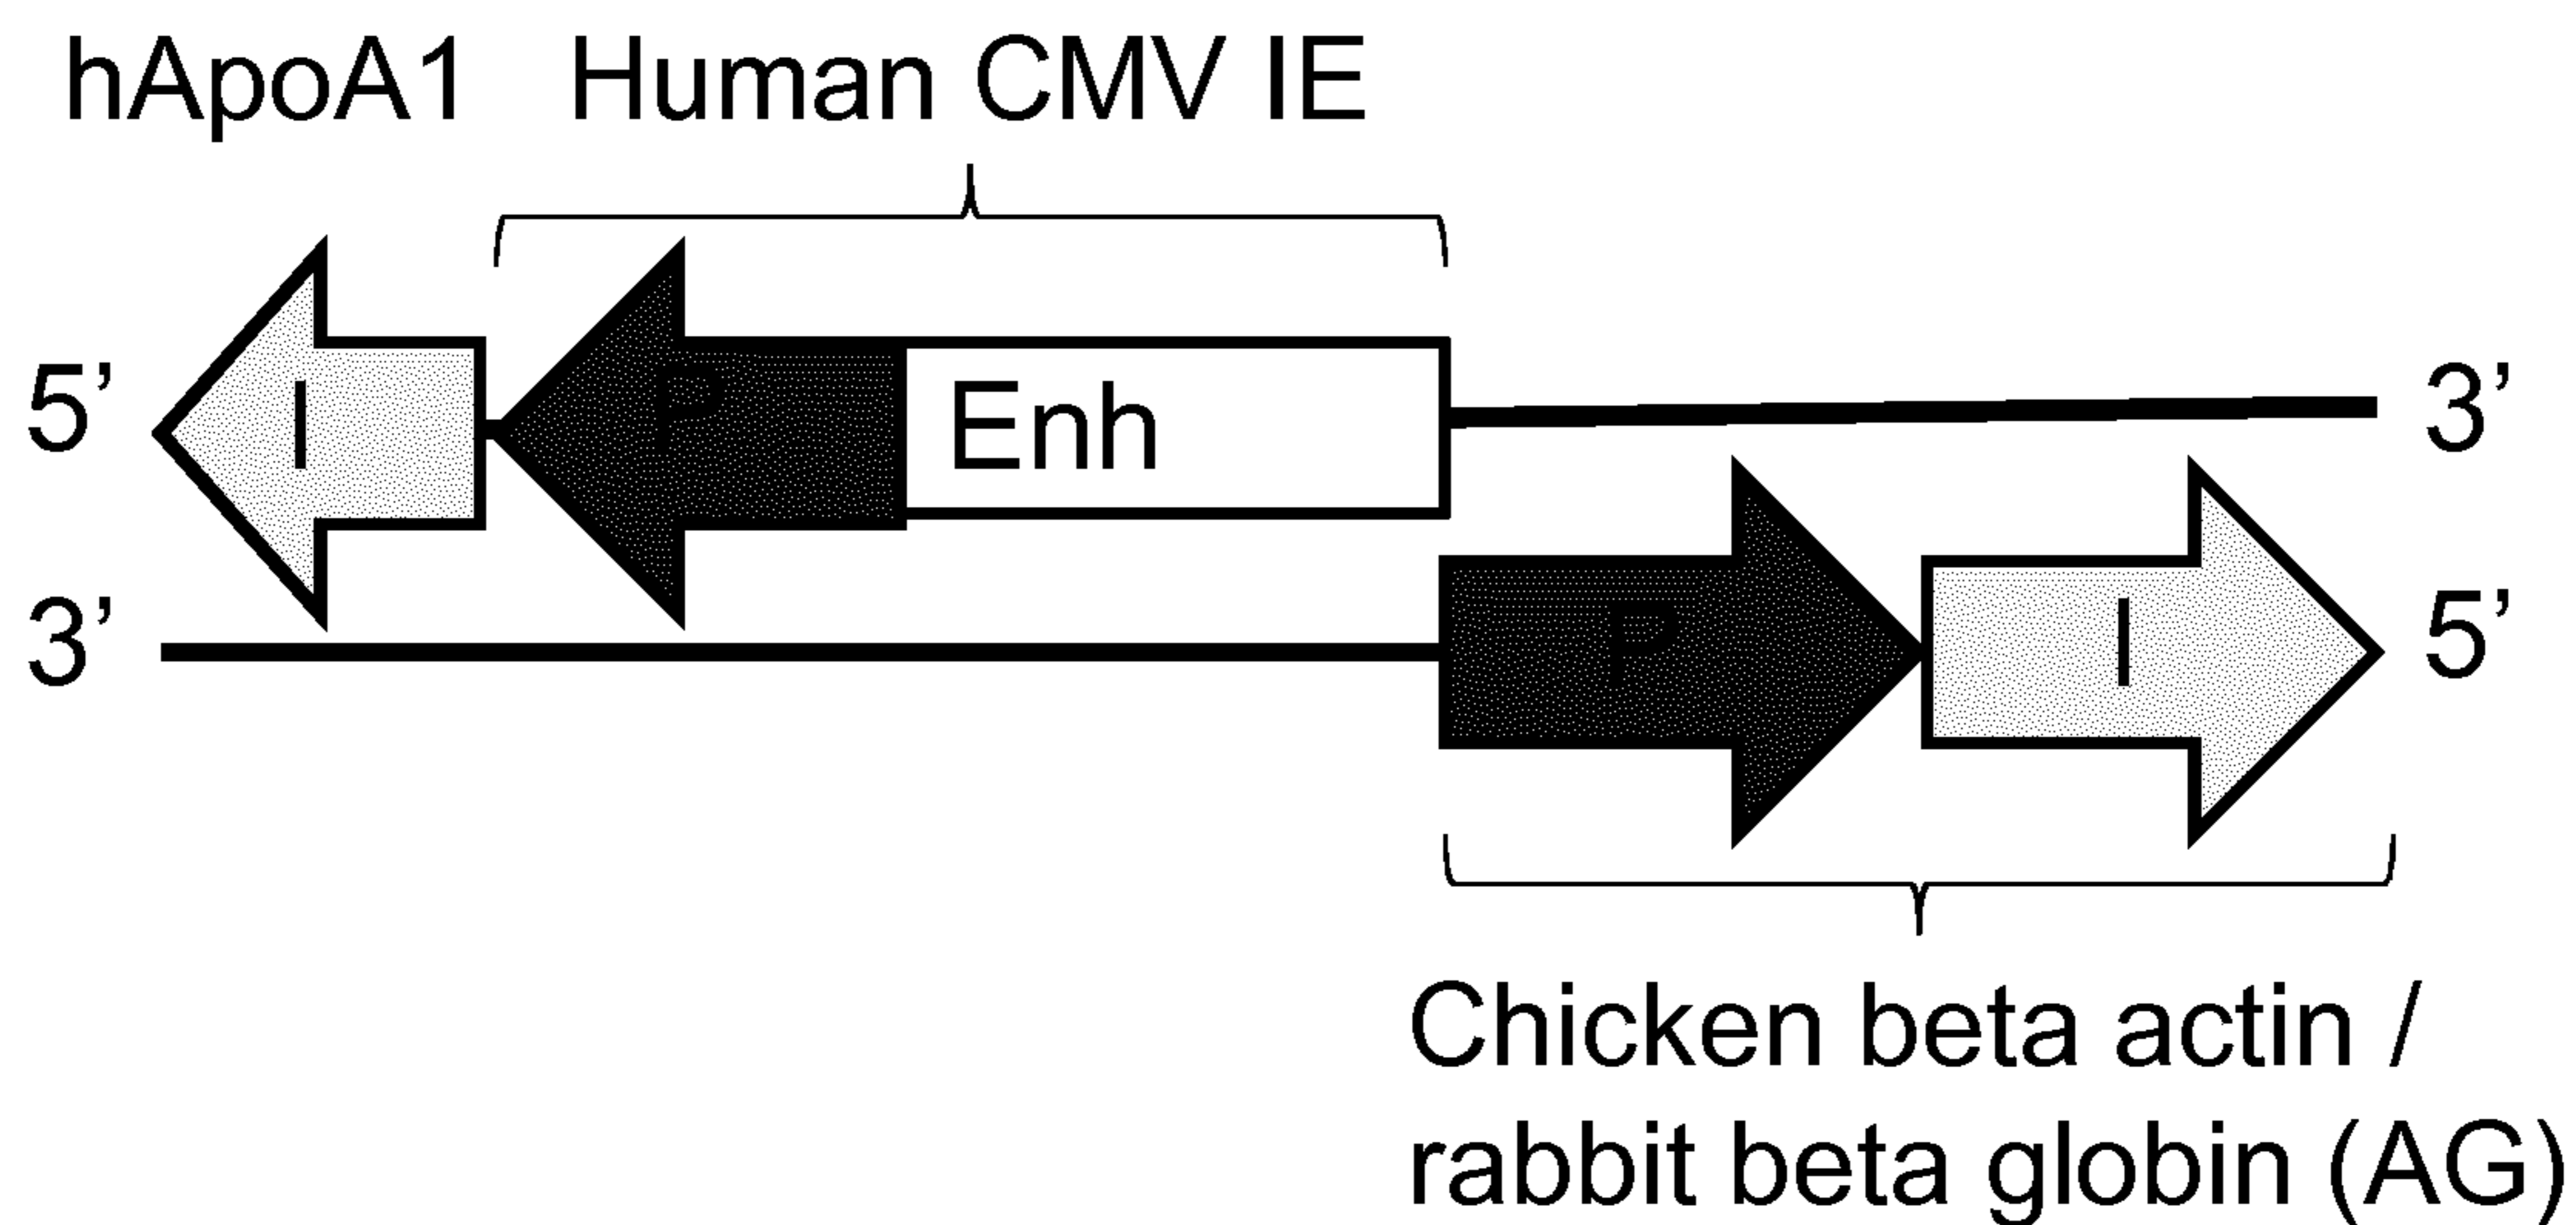 hApoA1 Human CMV IE
5’ I P Enh 3’
3’ P I 5’
Chicken beta actin /
rabbit beta globin (AG)